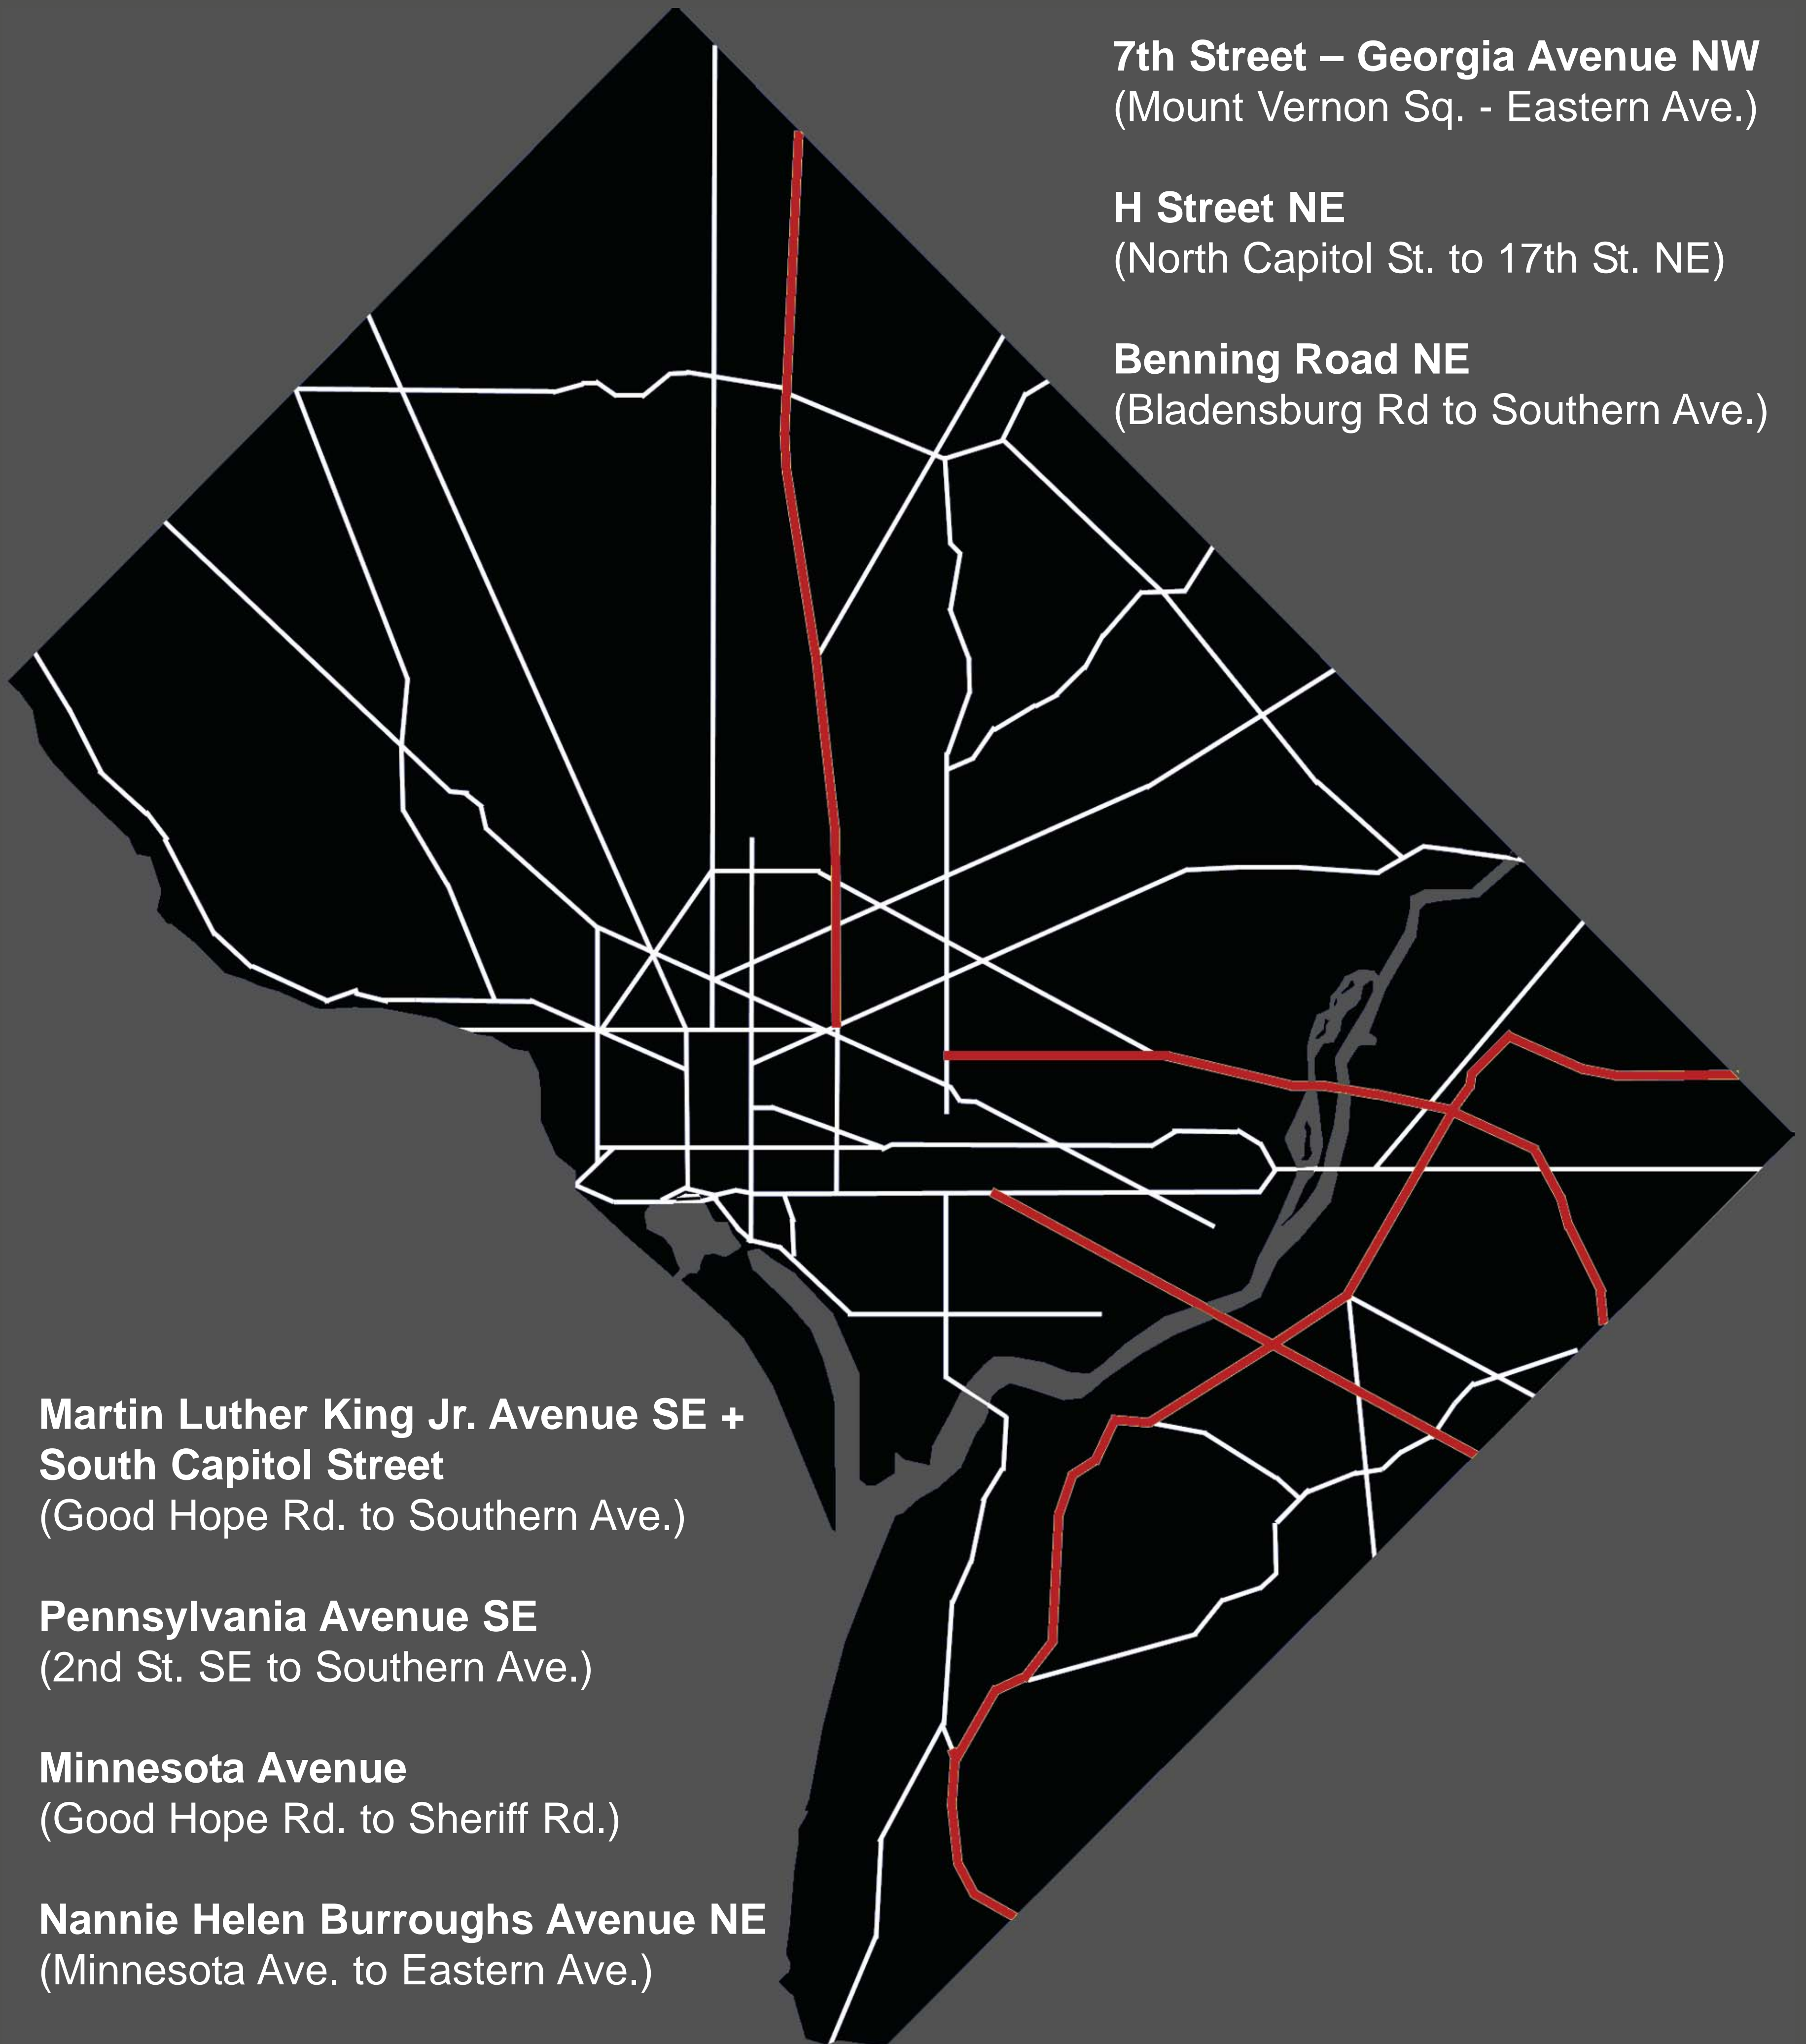 7th Street – Georgia Avenue NW
(Mount Vernon Sq. - Eastern Ave.)
H Street NE
(North Capitol St. to 17th St. NE)
Benning Road NE
(Bladensburg Rd to Southern Ave.)
Martin Luther King Jr. Avenue SE +
South Capitol Street
(Good Hope Rd. to Southern Ave.)
Pennsylvania Avenue SE
(2nd St. SE to Southern Ave.)
Minnesota Avenue
(Good Hope Rd. to Sheriff Rd.)
Nannie Helen Burroughs Avenue NE
(Minnesota Ave. to Eastern Ave.)